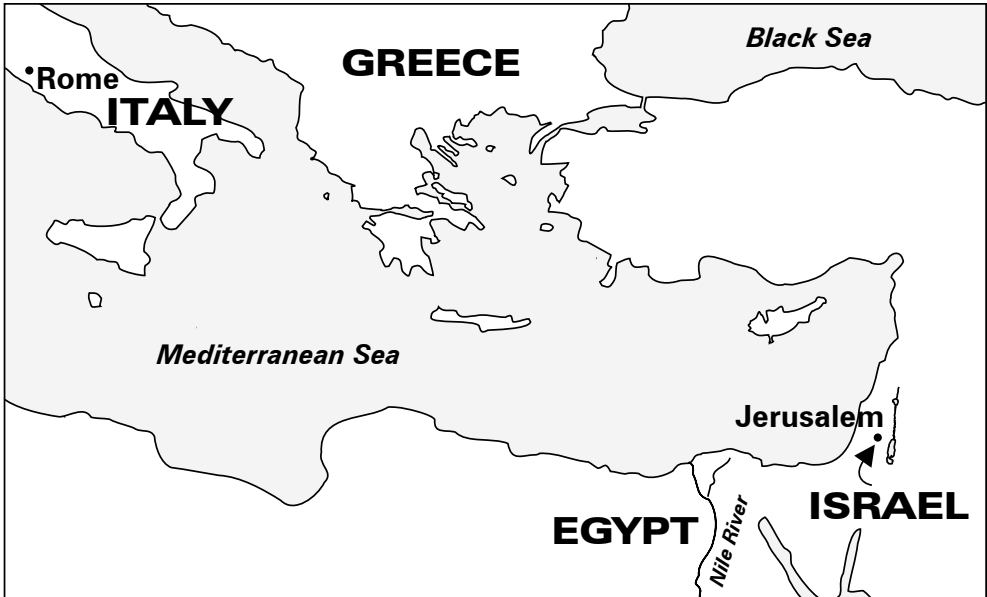 Black Sea
GREECE
Rome
ITALY
Mediterranean Sea
Jerusalem
ISRAEL
EGYPT
Nile River